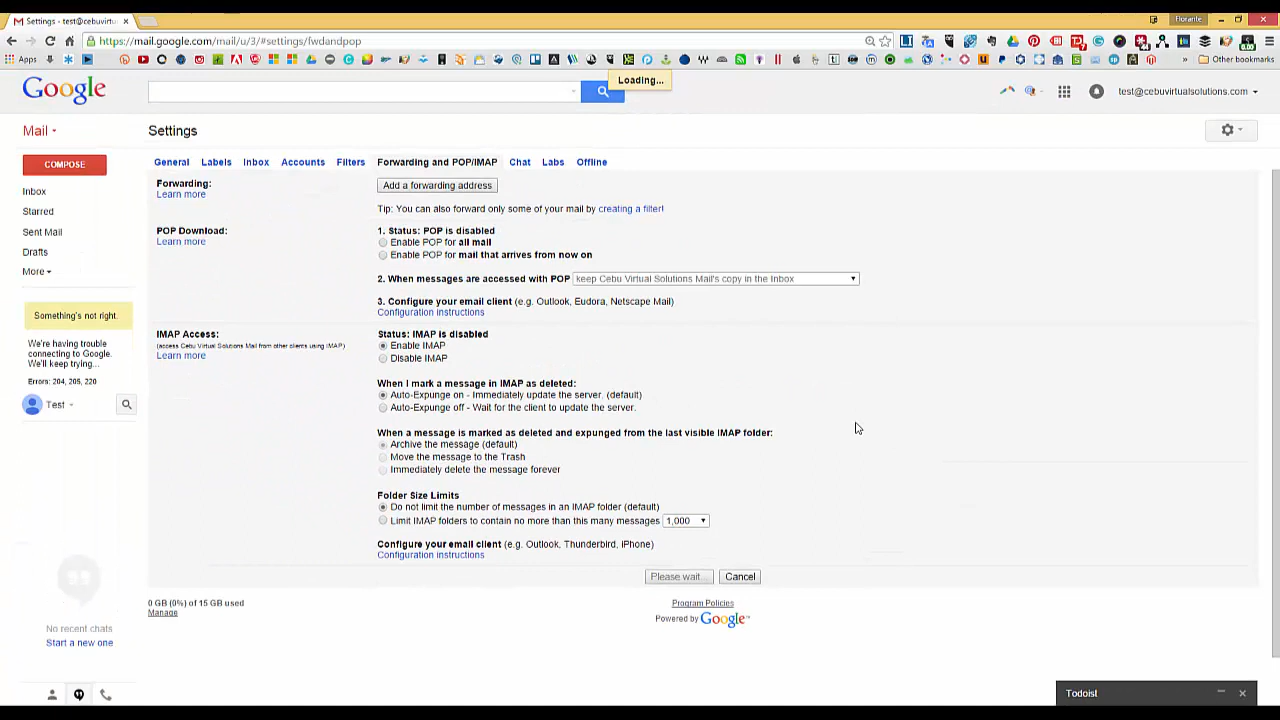 Settings - test@cebuvirtu
Florante
https://mail.google.com/mail/u/3/#settings/fwdandpop
Apps
Other bookmarks
Loading...
Google
test@cebuvirtualsolutions.com
Mail
Settings
COMPOSE
General Labels Inbox Accounts Filters Forwarding and POP/IMAP Chat Labs Offline
Inbox
Starred
Sent Mail
Drafts
More
Forwarding:
Learn more
Add a forwarding address
Tip: You can also forward only some of your mail by creating a filter!
POP Download:
Learn more
1. Status: POP is disabled
Enable POP for all mail
Enable POP for mail that arrives from now on
2. When messages are accessed with POP keep Cebu Virtual Solutions Mail's copy in the Inbox
3. Configure your email client (e.g. Outlook, Eudora, Netscape Mail)
Configuration instructions
Something's not right.
We're having trouble
connecting to Google.
We'll keep trying...
Errors: 204, 205, 220
Test
IMAP Access:
(access Cebu Virtual Solutions Mail from other clients using IMAP)
Learn more
Status: IMAP is disabled
Enable IMAP
Disable IMAP
When I mark a message in IMAP as deleted:
Auto-Expunge on - Immediately update the server. (default)
Auto-Expunge off - Wait for the client to update the server.
When a message is marked as deleted and expunged from the last visible IMAP folder:
Archive the message (default)
Move the message to the Trash
Immediately delete the message forever
Folder Size Limits
Do not limit the number of messages in an IMAP folder (default)
Limit IMAP folders to contain no more than this many messages 1,000
Configure your email client (e.g. Outlook, Thunderbird, iPhone)
Configuration instructions
Please wait... Cancel
0 GB (0%) of 15 GB used
Manage
Program Policies
Powered by Google™
No recent chats
Start a new one
Todoist